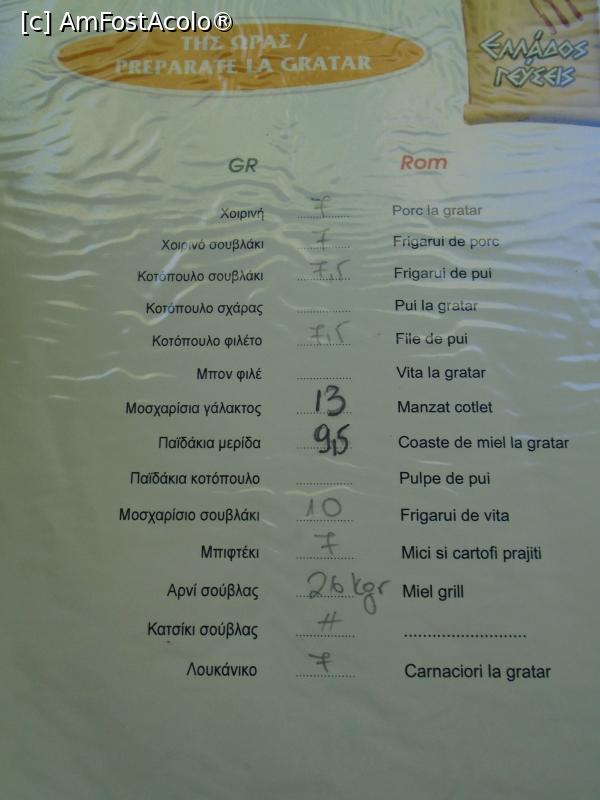 [c] AmFostAcolo®
ΤΗΣ ΩΡΑΣ /
PREPARATE LA GRATAR
ΕΛΛΑΔΟΣ
ΓΕΥΣΕΙΣ
GR Rom
Χοιρινή 7 Porc la gratar
Χοιρινό σουβλάκι 7 Frigarui de porc
Κοτόπουλο σουβλάκι 7,5 Frigarui de pui
Κοτόπουλο σχάρας ............ Pui la gratar
Κοτόπουλο φιλέτο 7,5 File de pui
Μπον φιλέ ............ Vita la gratar
Μοσχαρίσια γάλακτος 13 Manzat cotlet
Παϊδάκια μερίδα 9,5 Coaste de miel la gratar
Παϊδάκια κοτόπουλο ............ Pulpe de pui
Μοσχαρίσιο σουβλάκι 10 Frigarui de vita
Μπιφτέκι 7 Mici si cartofi prajiti
Αρνί σούβλας 26 kgr Miel grill
Κατσίκι σούβλας # ..........................
Λουκάνικο 7 Carnaciori la gratar